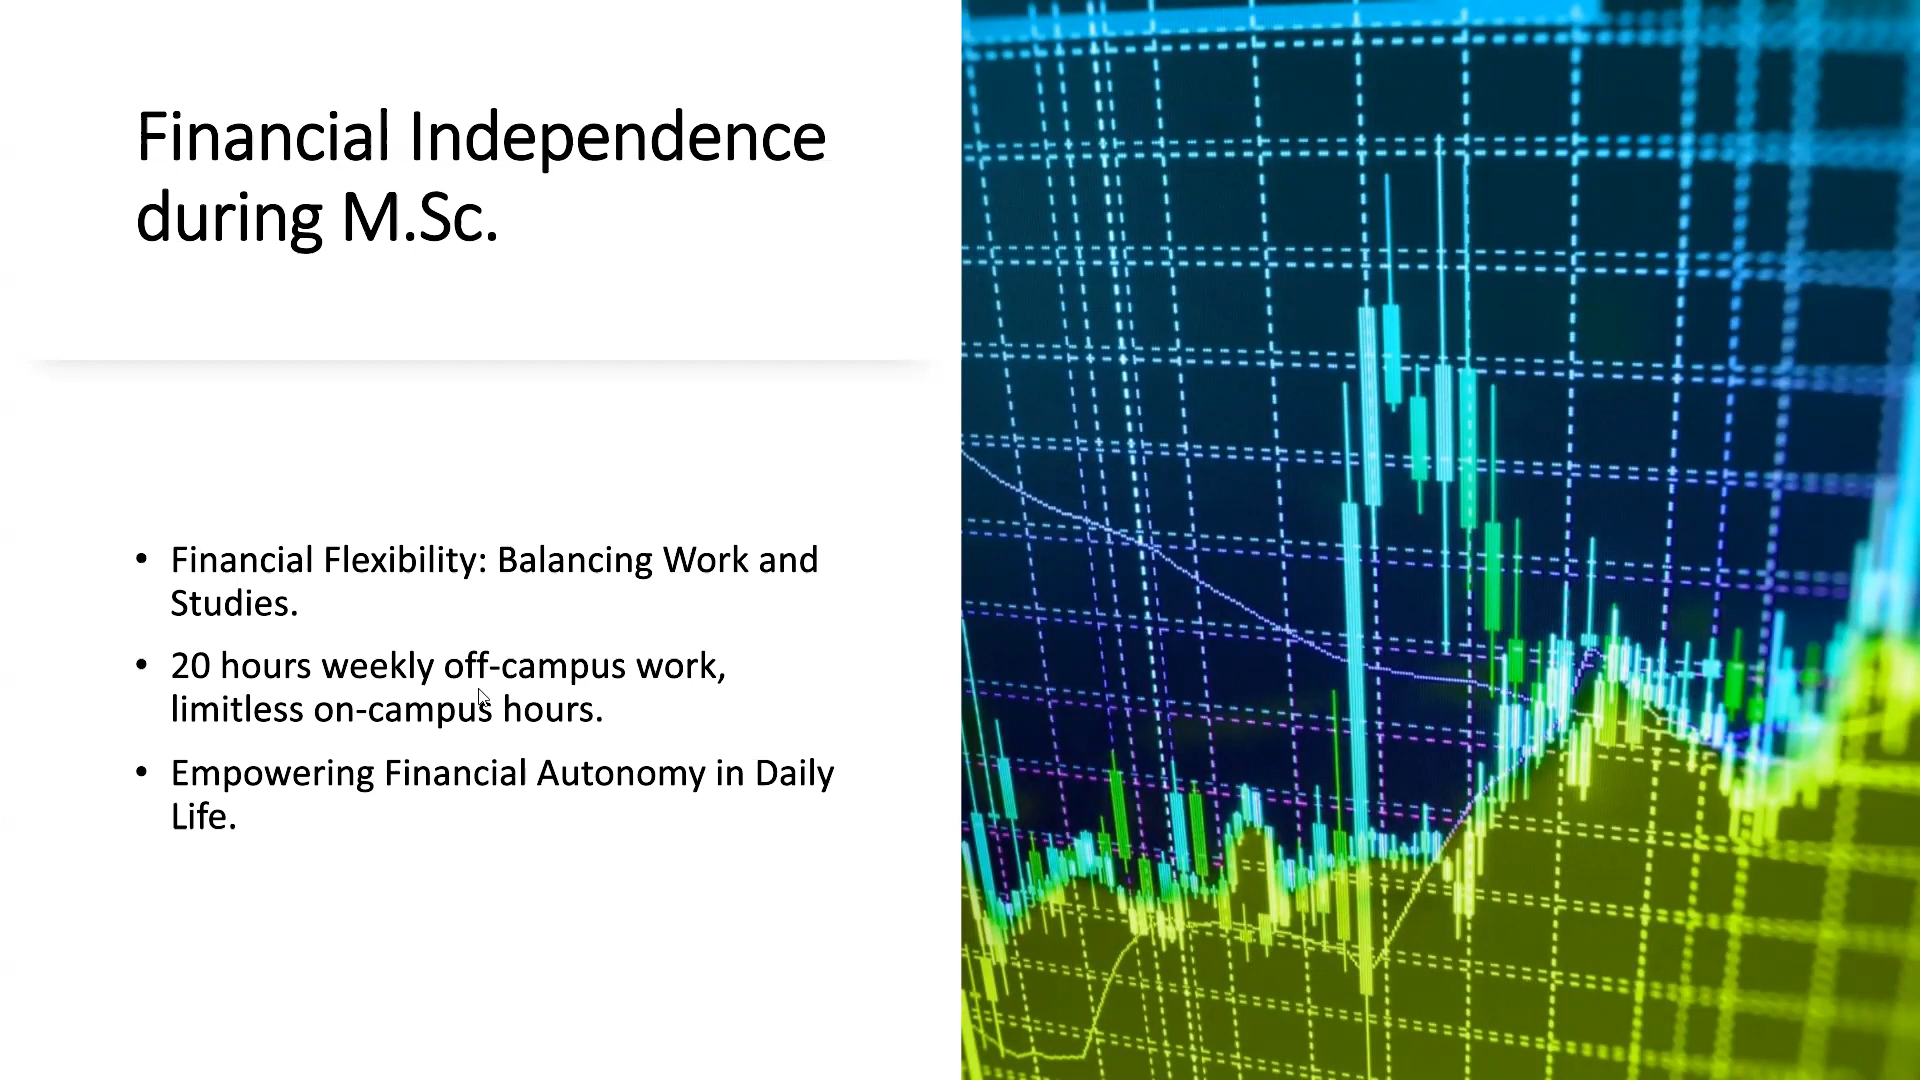 Financial Independence
during M.Sc.
• Financial Flexibility: Balancing Work and
Studies.
• 20 hours weekly off-campus work,
limitless on-campus hours.
• Empowering Financial Autonomy in Daily
Life.